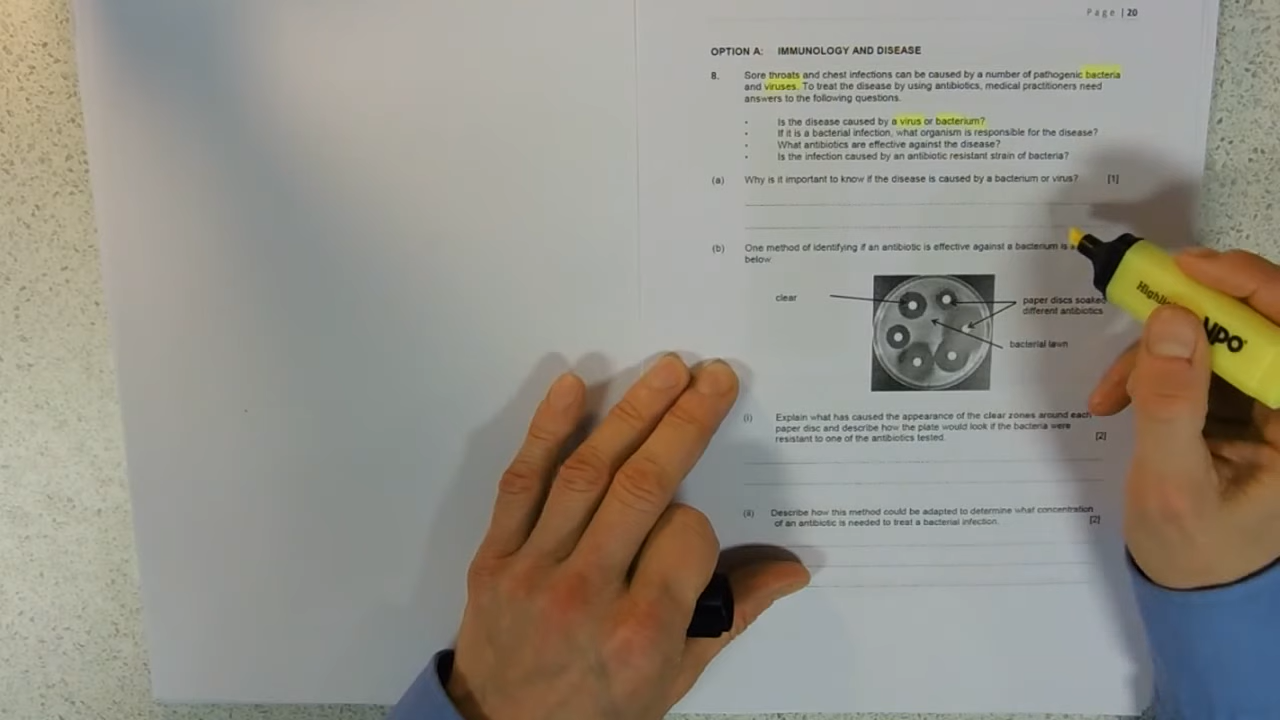 Page | 20
OPTION A: IMMUNOLOGY AND DISEASE
8. Sore throats and chest infections can be caused by a number of pathogenic bacteria
and viruses. To treat the disease by using antibiotics, medical practitioners need
answers to the following questions.
• Is the disease caused by a virus or bacterium?
• If it is a bacterial infection, what organism is responsible for the disease?
• What antibiotics are effective against the disease?
• Is the infection caused by an antibiotic resistant strain of bacteria?
(a) Why is it important to know if the disease is caused by a bacterium or virus? [1]
(b) One method of identifying if an antibiotic is effective against a bacterium is
below.
clear
paper discs soaked
different antibiotics
bacterial lawn
(i) Explain what has caused the appearance of the clear zones around each
paper disc and describe how the plate would look if the bacteria were
resistant to one of the antibiotics tested. [2]
(ii) Describe how this method could be adapted to determine what concentration
of an antibiotic is needed to treat a bacterial infection. [2]